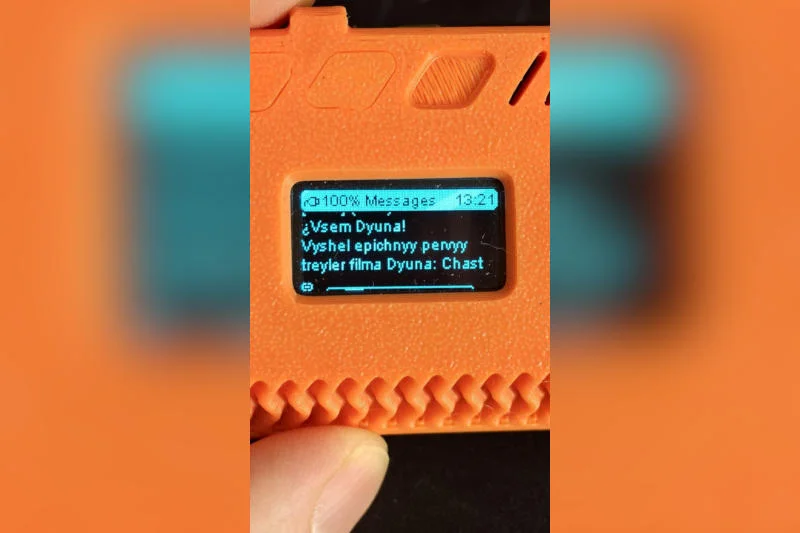 100% Messages 13:21
¿Vsem Dyuna!
Vyshel epichnyy pervyy
treyler filma Dyuna: Chast